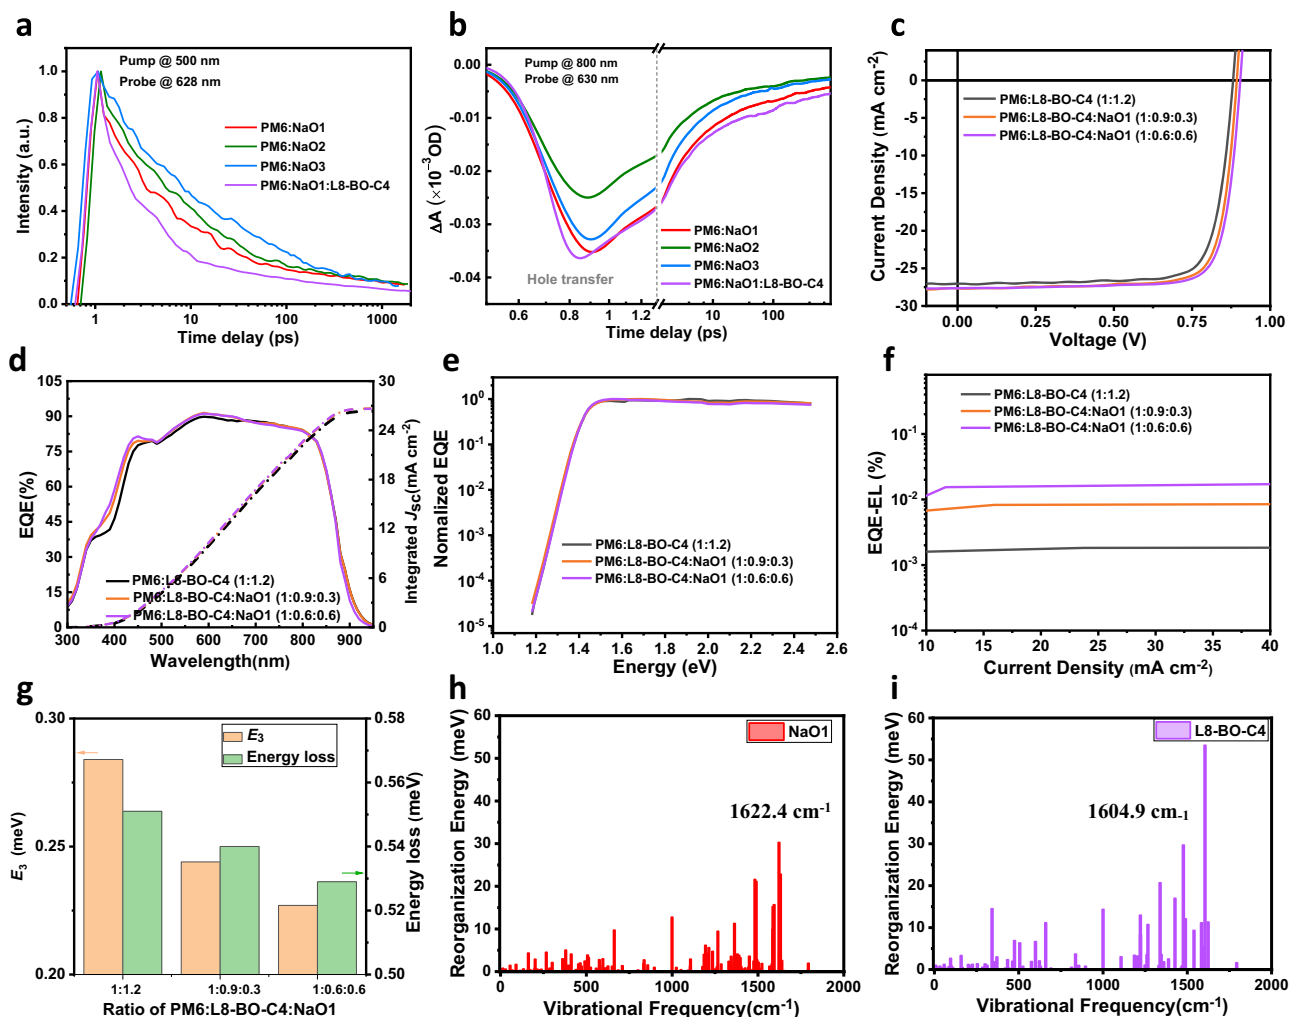 a
Pump @ 500 nm
Probe @ 628 nm
1.0
0.8
0.6
0.4
0.2
0.0
Intensity (a.u.)
PM6:NaO1
PM6:NaO2
PM6:NaO3
PM6:NaO1:L8-BO-C4
1
10
100
1000
Time delay (ps)
b
Pump @ 800 nm
Probe @ 630 nm
0.00
-0.01
-0.02
-0.03
-0.04
ΔA (×10⁻³ OD)
PM6:NaO1
PM6:NaO2
PM6:NaO3
PM6:NaO1:L8-BO-C4
Hole transfer
0.6
0.8
1.0
1.2
10
100
Time delay (ps)
c
0
-5
-10
-15
-20
-25
-30
Current Density (mA cm⁻²)
PM6:L8-BO-C4 (1:1.2)
PM6:L8-BO-C4:NaO1 (1:0.9:0.3)
PM6:L8-BO-C4:NaO1 (1:0.6:0.6)
0.00
0.25
0.50
0.75
1.00
Voltage (V)
d
105
90
75
60
45
30
15
0
EQE(%)
30
24
18
12
6
0
Integrated JSC(mA cm⁻²)
PM6:L8-BO-C4 (1:1.2)
PM6:L8-BO-C4:NaO1 (1:0.9:0.3)
PM6:L8-BO-C4:NaO1 (1:0.6:0.6)
300
400
500
600
700
800
900
Wavelength(nm)
e
10⁰
10⁻¹
10⁻²
10⁻³
10⁻⁴
10⁻⁵
Nomalized EQE
PM6:L8-BO-C4 (1:1.2)
PM6:L8-BO-C4:NaO1 (1:0.9:0.3)
PM6:L8-BO-C4:NaO1 (1:0.6:0.6)
1.0
1.2
1.4
1.6
1.8
2.0
2.2
2.4
2.6
Energy (eV)
f
10⁻¹
10⁻²
10⁻³
10⁻⁴
EQE-EL (%)
PM6:L8-BO-C4 (1:1.2)
PM6:L8-BO-C4:NaO1 (1:0.9:0.3)
PM6:L8-BO-C4:NaO1 (1:0.6:0.6)
10
15
20
25
30
35
40
Current Density (mA cm⁻²)
g
0.30
0.25
0.20
E₃ (meV)
E₃
Energy loss
0.58
0.56
0.54
0.52
0.50
Energy loss (meV)
1:1.2
1:0.9:0.3
1:0.6:0.6
Ratio of PM6:L8-BO-C4:NaO1
h
60
50
40
30
20
10
0
Reorganization Energy (meV)
NaO1
1622.4 cm⁻¹
0
500
1000
1500
2000
Vibrational Frequency(cm⁻¹)
i
60
50
40
30
20
10
0
Reorganization Energy (meV)
L8-BO-C4
1604.9 cm₋₁
0
500
1000
1500
2000
Vibrational Frequency(cm⁻¹)